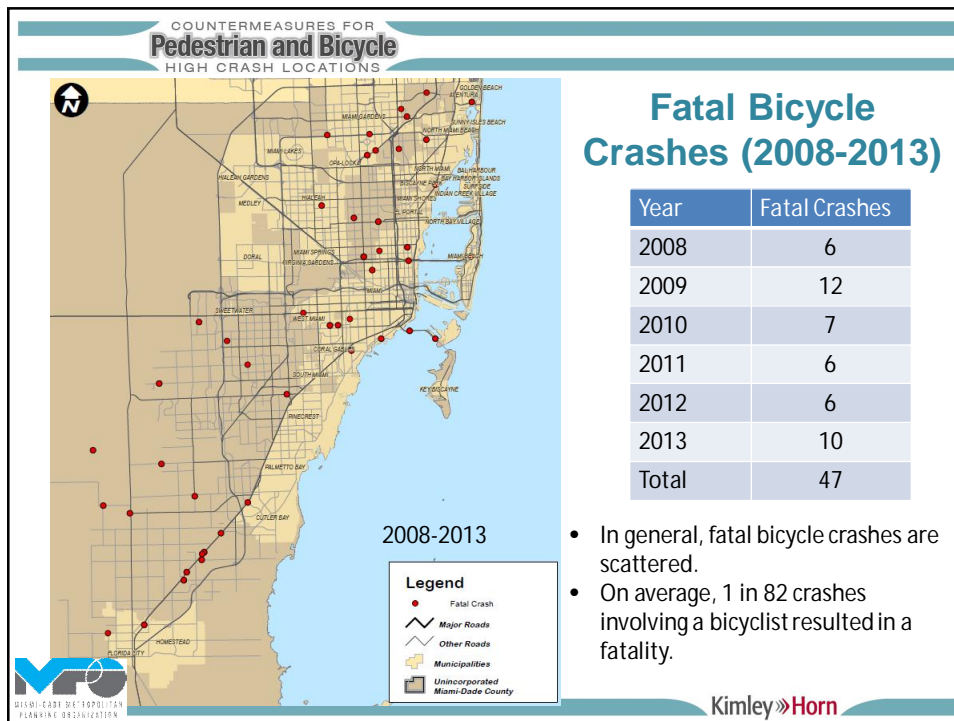 COUNTERMEASURES FOR
Pedestrian and Bicycle
HIGH CRASH LOCATIONS
N
GOLDEN BEACH
AVENTURA
MIAMI GARDENS
SUNNY ISLES BEACH
NORTH MIAMI BEACH
MIAMI LAKES
OPA-LOCKA
NORTH MIAMI
BAL HARBOUR
BAY HARBOR ISLANDS
HIALEAH GARDENS
BISCAYNE PARK
SURFSIDE
INDIAN CREEK VILLAGE
HIALEAH
MIAMI SHORES
MEDLEY
EL PORTAL
NORTH BAY VILLAGE
MIAMI SPRINGS
DORAL
VIRGINIA GARDENS
MIAMI BEACH
MIAMI
SWEETWATER
WEST MIAMI
CORAL GABLES
SOUTH MIAMI
KEY BISCAYNE
PINECREST
PALMETTO BAY
CUTLER BAY
HOMESTEAD
FLORIDA CITY
2008-2013
Legend
Fatal Crash
Major Roads
Other Roads
Municipalities
Unincorporated
Miami-Dade County
MPO
MIAMI-DADE METROPOLITAN
PLANNING ORGANIZATION
Fatal Bicycle
Crashes (2008-2013)
Year Fatal Crashes
2008 6
2009 12
2010 7
2011 6
2012 6
2013 10
Total 47
• In general, fatal bicycle crashes are
scattered.
• On average, 1 in 82 crashes
involving a bicyclist resulted in a
fatality.
Kimley»Horn